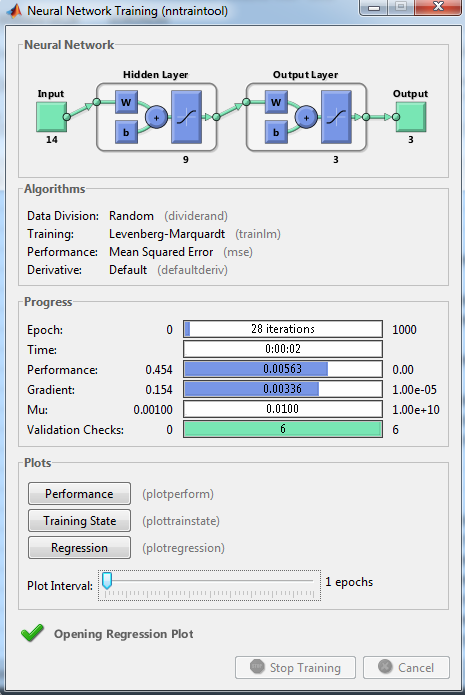 Neural Network Training (nntraintool)
Neural Network
Hidden Layer Output Layer
Input Output
W W
+ +
b b
14 9 3 3
Algorithms
Data Division: Random (dividerand)
Training: Levenberg-Marquardt (trainlm)
Performance: Mean Squared Error (mse)
Derivative: Default (defaultderiv)
Progress
Epoch: 0 28 iterations 1000
Time: 0:00:02
Performance: 0.454 0.00563 0.00
Gradient: 0.154 0.00336 1.00e-05
Mu: 0.00100 0.0100 1.00e+10
Validation Checks: 0 6 6
Plots
Performance (plotperform)
Training State (plottrainstate)
Regression (plotregression)
Plot Interval: 1 epochs
Opening Regression Plot
Stop Training Cancel